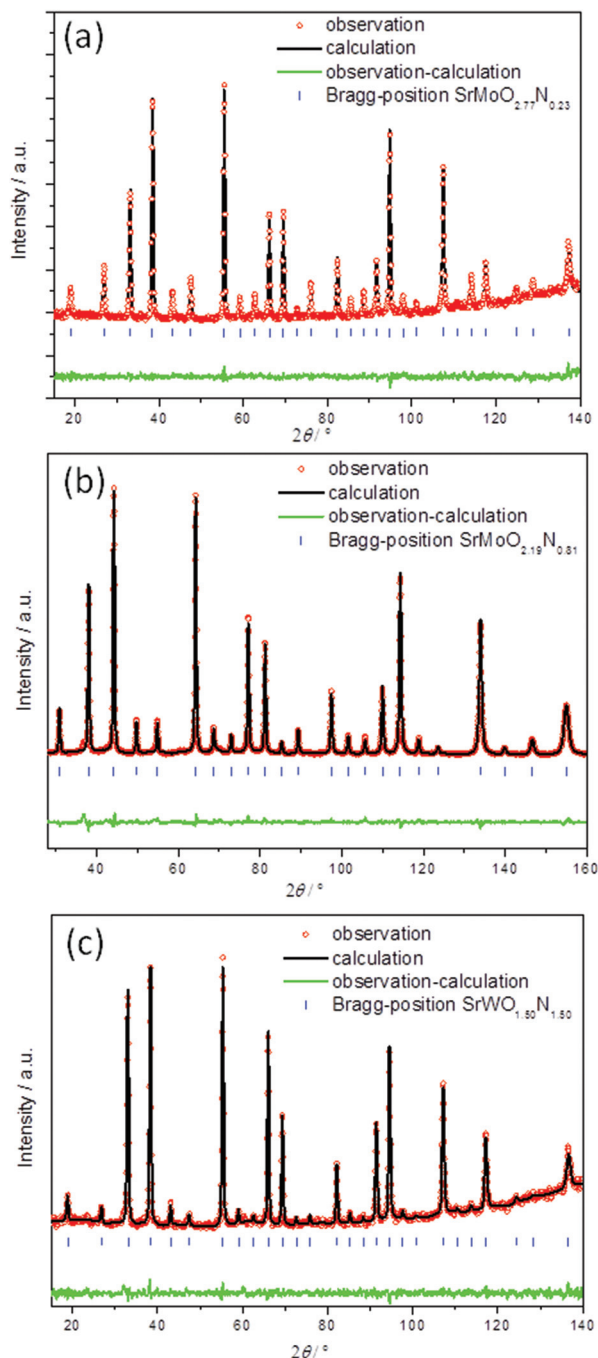 (a)
observation
calculation
observation-calculation
Bragg-position SrMoO2.77N0.23
Intensity / a.u.
20 40 60 80 100 120 140
2θ/°
(b)
observation
calculation
observation-calculation
Bragg-position SrMoO2.19N0.81
Intensity / a.u.
40 60 80 100 120 140 160
2θ/°
(c)
observation
calculation
observation-calculation
Bragg-position SrWO1.50N1.50
Intensity / a.u.
20 40 60 80 100 120 140
2θ/°